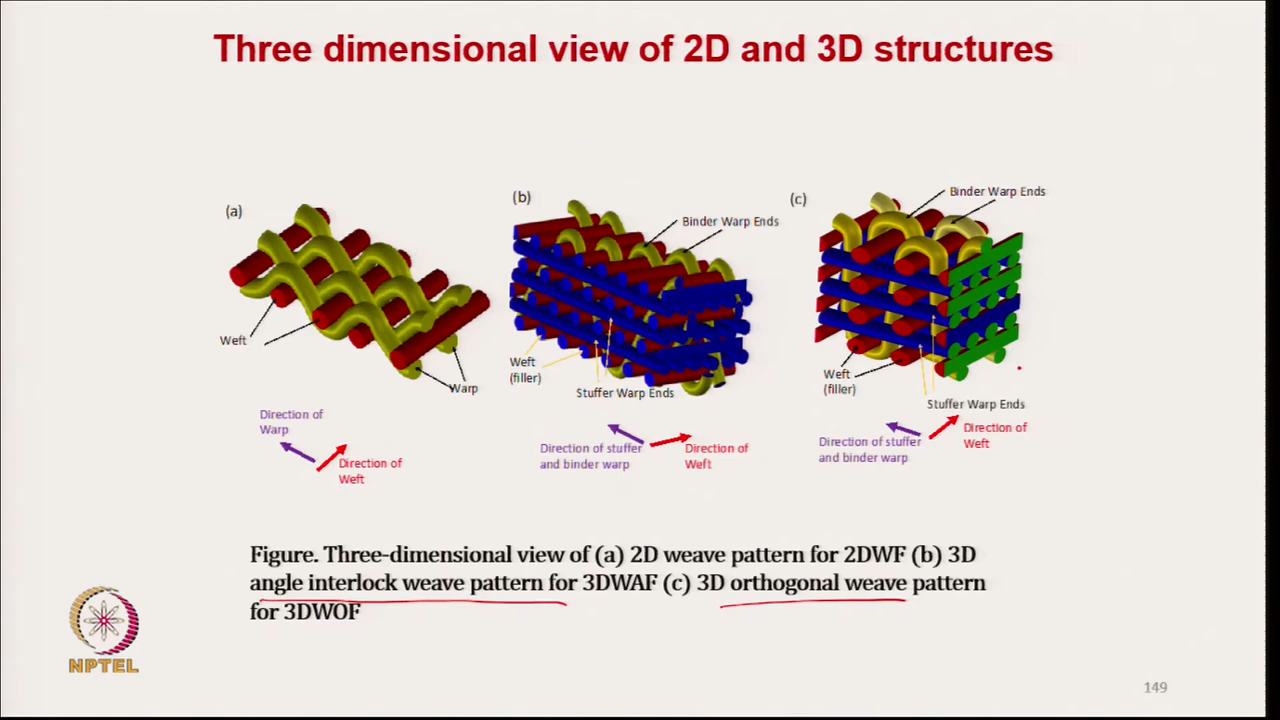 Three dimensional view of 2D and 3D structures
(a)
Weft
Warp
Direction of
Warp
Direction of
Weft
(b)
Binder Warp Ends
Weft
(filler)
Stuffer Warp Ends
Direction of stuffer
and binder warp
Direction of
Weft
(c)
Binder Warp Ends
Weft
(filler)
Stuffer Warp Ends
Direction of stuffer
and binder warp
Direction of
Weft
Figure. Three-dimensional view of (a) 2D weave pattern for 2DWF (b) 3D
angle interlock weave pattern for 3DWAF (c) 3D orthogonal weave pattern
for 3DWOF
NPTEL
149